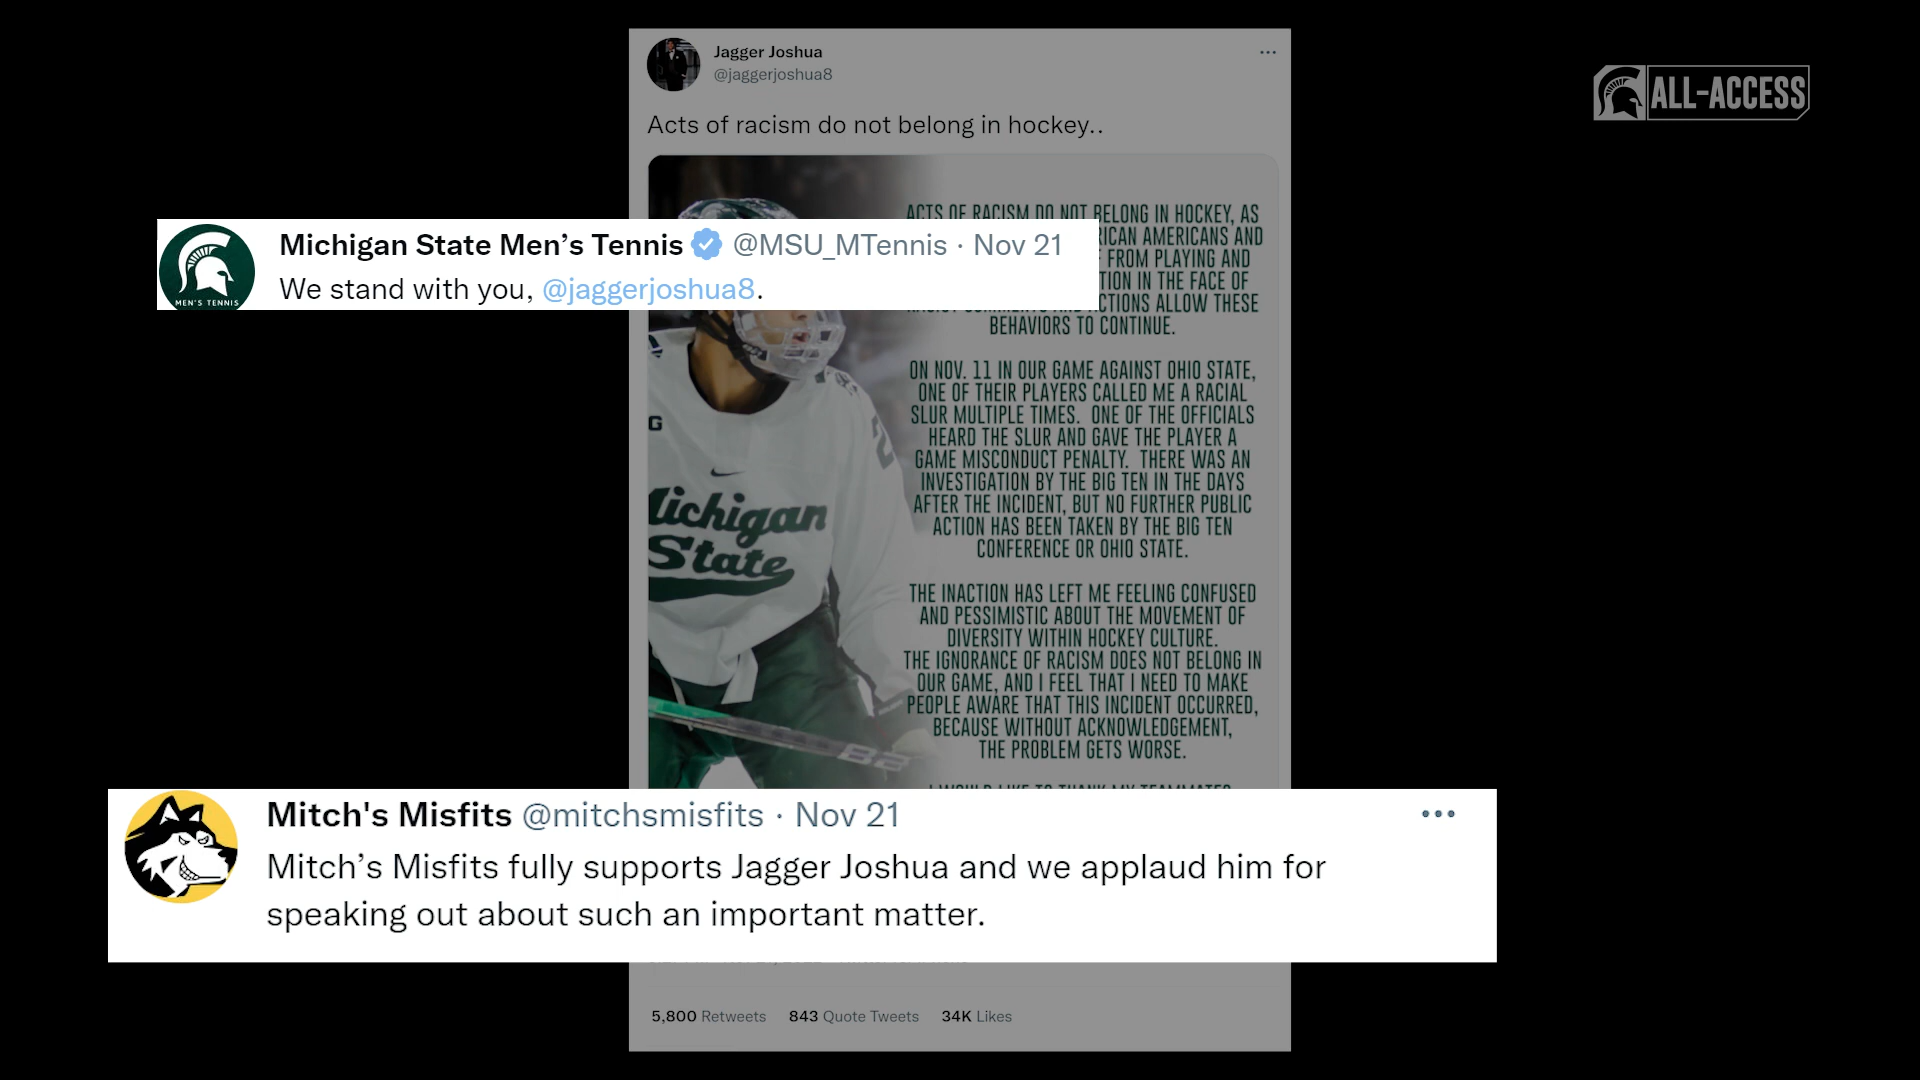 Jagger Joshua
@jaggerjoshua8
ALL-ACCESS
Acts of racism do not belong in hockey..
ACTS OF RACISM DO NOT BELONG IN HOCKEY, AS
AMERICANS AND
FROM PLAYING AND
IN THE FACE OF
ALLOW THESE
BEHAVIORS TO CONTINUE.
Michigan State Men's Tennis @MSU_MTennis · Nov 21
We stand with you, @jaggerjoshua8.
MEN'S TENNIS
ON NOV. 11 IN OUR GAME AGAINST OHIO STATE,
ONE OF THEIR PLAYERS CALLED ME A RACIAL
SLUR MULTIPLE TIMES. ONE OF THE OFFICIALS
HEARD THE SLUR AND GAVE THE PLAYER A
GAME MISCONDUCT PENALTY. THERE WAS AN
INVESTIGATION BY THE BIG TEN IN THE DAYS
AFTER THE INCIDENT, BUT NO FURTHER PUBLIC
ACTION HAS BEEN TAKEN BY THE BIG TEN
CONFERENCE OR OHIO STATE.
THE INACTION HAS LEFT ME FEELING CONFUSED
AND PESSIMISTIC ABOUT THE MOVEMENT OF
DIVERSITY WITHIN HOCKEY CULTURE.
THE IGNORANCE OF RACISM DOES NOT BELONG IN
OUR GAME, AND I FEEL THAT I NEED TO MAKE
PEOPLE AWARE THAT THIS INCIDENT OCCURRED,
BECAUSE WITHOUT ACKNOWLEDGEMENT,
THE PROBLEM GETS WORSE.
I WOULD LIKE TO THANK MY TEAMMATES
Michigan
State
Mitch's Misfits @mitchsmisfits · Nov 21
Mitch's Misfits fully supports Jagger Joshua and we applaud him for
speaking out about such an important matter.
5,800 Retweets 843 Quote Tweets 34K Likes